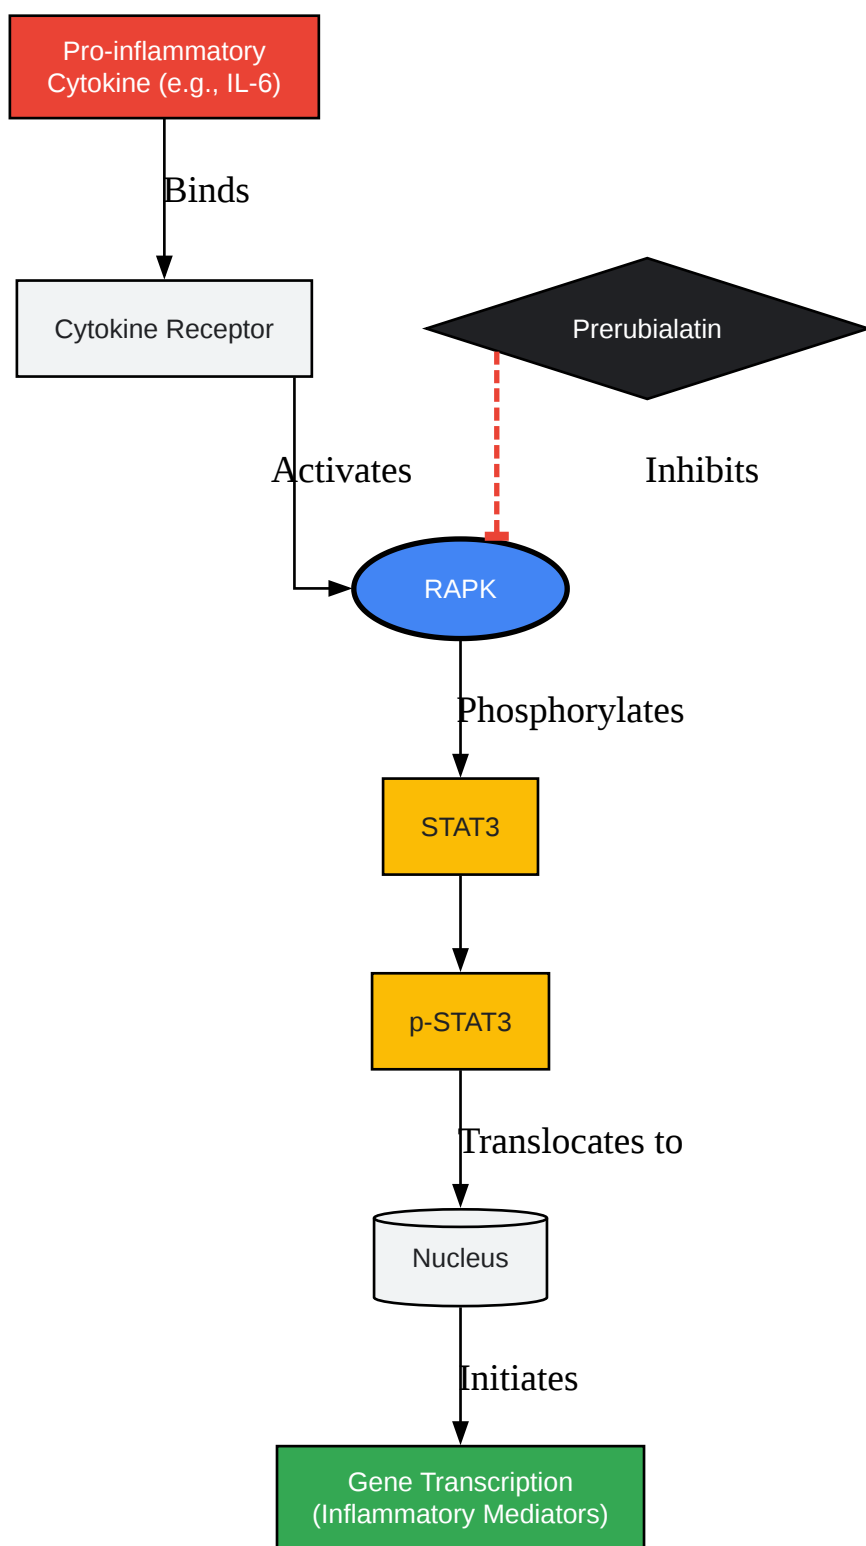 Pro-inflammatory
Cytokine (e.g., IL-6)
Binds
Cytokine Receptor
Prerubialatin
Activates
Inhibits
RAPK
Phosphorylates
STAT3
p-STAT3
Translocates to
Nucleus
Initiates
Gene Transcription
(Inflammatory Mediators)